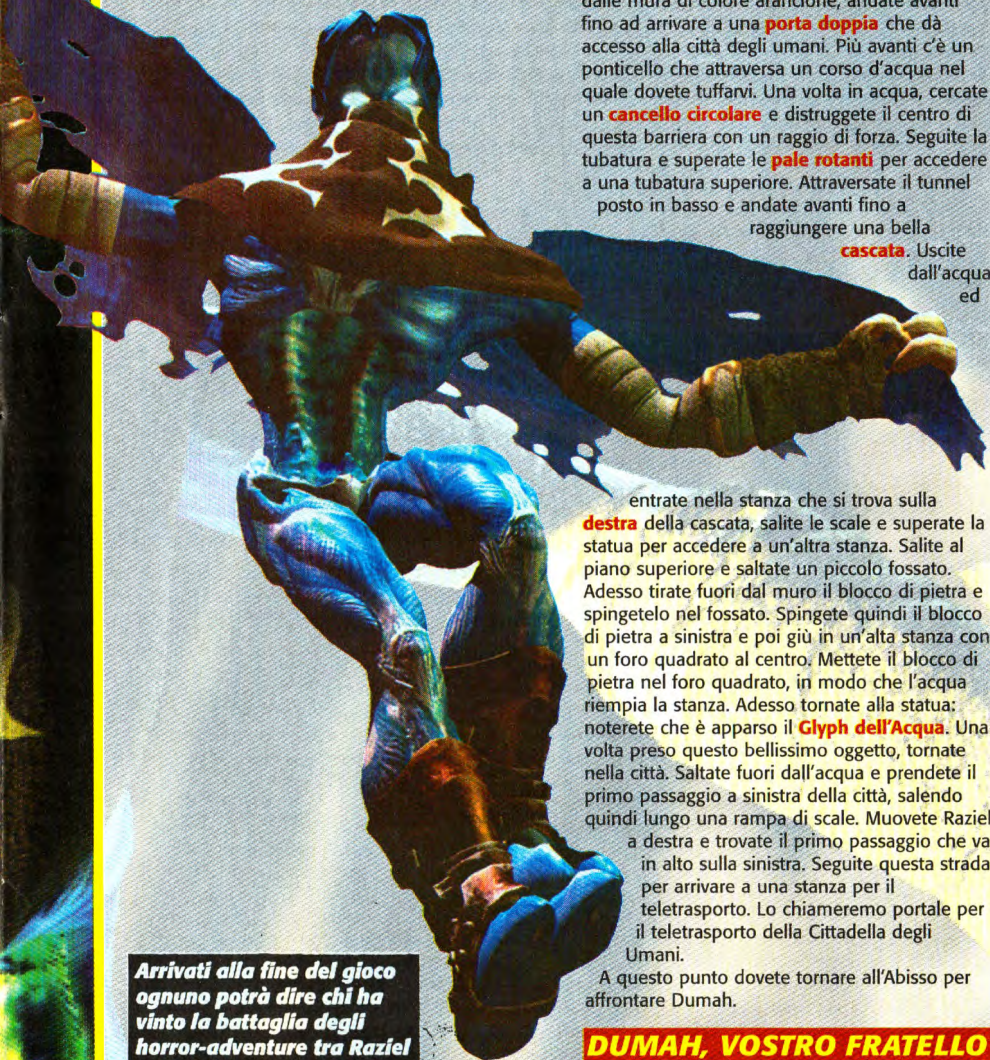 dalle mura di colore arancione, andate avanti
fino ad arrivare a una porta doppia che dà
accesso alla città degli umani. Più avanti c'è un
ponticello che attraversa un corso d'acqua nel
quale dovete tuffarvi. Una volta in acqua, cercate
un cancello circolare e distruggete il centro di
questa barriera con un raggio di forza. Seguite la
tubatura e superate le pale rotanti per accedere
a una tubatura superiore. Attraversate il tunnel
posto in basso e andate avanti fino a
raggiungere una bella
cascata. Uscite
dall'acqua
ed
entrate nella stanza che si trova sulla
destra della cascata, salite le scale e superate la
statua per accedere a un'altra stanza. Salite al
piano superiore e saltate un piccolo fossato.
Adesso tirate fuori dal muro il blocco di pietra e
spingetelo nel fossato. Spingete quindi il blocco
di pietra a sinistra e poi giù in un'alta stanza con
un foro quadrato al centro. Mettete il blocco di
pietra nel foro quadrato, in modo che l'acqua
riempia la stanza. Adesso tornate alla statua:
noterete che è apparso il Glyph dell'Acqua. Una
volta preso questo bellissimo oggetto, tornate
nella città. Saltate fuori dall'acqua e prendete il
primo passaggio a sinistra della città, salendo
quindi lungo una rampa di scale. Muovete Raziel
a destra e trovate il primo passaggio che va
in alto sulla sinistra. Seguite questa strada
per arrivare a una stanza per il
teletrasporto. Lo chiameremo portale per
il teletrasporto della Cittadella degli
Umani.
A questo punto dovete tornare all'Abisso per
affrontare Dumah.
DUMAH, VOSTRO FRATELLO
Arrivati alla fine del gioco
ognuno potrà dire chi ha
vinto la battaglia degli
horror-adventure tra Raziel